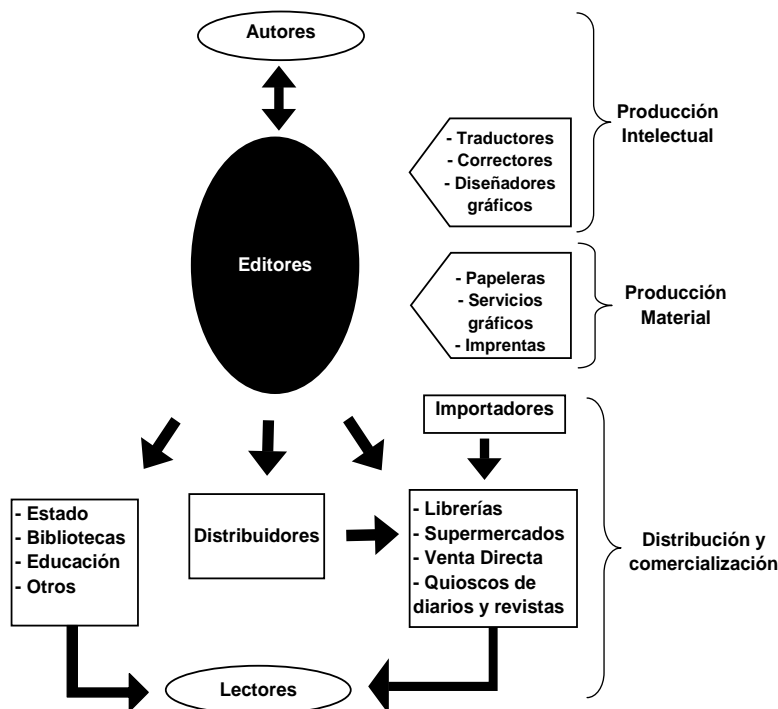 Autores
Producción
Intelectual
- Traductores
- Correctores
- Diseñadores
gráficos
Editores
- Papeleras
- Servicios
gráficos
- Imprentas
Producción
Material
Importadores
- Estado
- Bibliotecas
- Educación
- Otros
Distribuidores
- Librerías
- Supermercados
- Venta Directa
- Quioscos de
diarios y revistas
Distribución y
comercialización
Lectores